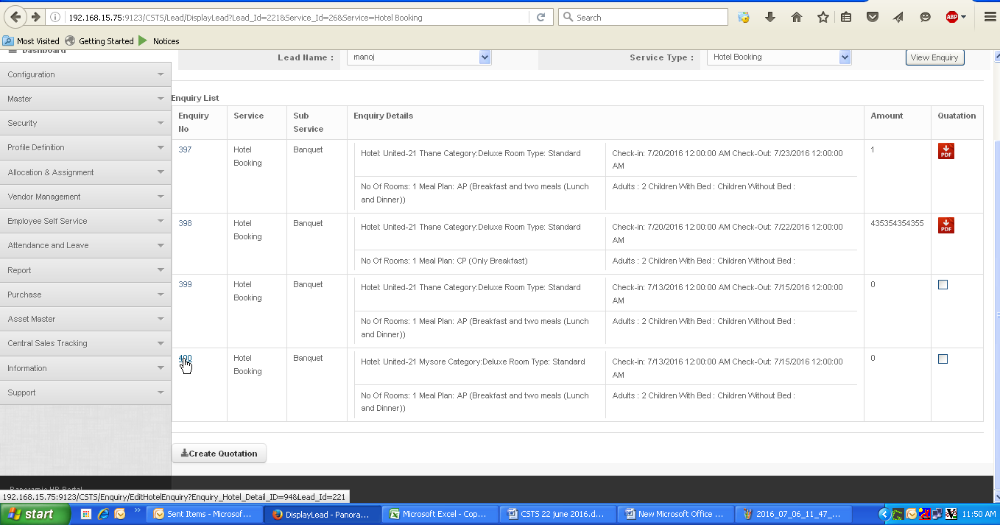 192.168.15.75:9123/CSTS/Lead/DisplayLead?Lead_Id=221&Service_Id=26&Service=Hotel Booking
Search
ABP
Most Visited Getting Started Notices
Dashboard
Lead Name : manoj Service Type : Hotel Booking View Enquiry
Configuration
Master
Security
Profile Definition
Allocation & Assignment
Vendor Management
Employee Self Service
Attendance and Leave
Report
Purchase
Asset Master
Central Sales Tracking
Information
Support
Enquiry List
Enquiry No Service Sub Service Enquiry Details Amount Quatation
397 Hotel Booking Banquet
Hotel: United-21 Thane Category:Deluxe Room Type: Standard
Check-in: 7/20/2016 12:00:00 AM Check-Out: 7/23/2016 12:00:00
AM
1
PDF
No Of Rooms: 1 Meal Plan: AP (Breakfast and two meals (Lunch
and Dinner))
Adults : 2 Children With Bed : Children Without Bed :
398 Hotel Booking Banquet
Hotel: United-21 Thane Category:Deluxe Room Type: Standard
Check-in: 7/20/2016 12:00:00 AM Check-Out: 7/22/2016 12:00:00
AM
435354354355
PDF
No Of Rooms: 1 Meal Plan: CP (Only Breakfast)
Adults : 2 Children With Bed : Children Without Bed :
399 Hotel Booking Banquet
Hotel: United-21 Thane Category:Deluxe Room Type: Standard
Check-in: 7/13/2016 12:00:00 AM Check-Out: 7/15/2016 12:00:00
AM
0
No Of Rooms: 1 Meal Plan: AP (Breakfast and two meals (Lunch
and Dinner))
Adults : 2 Children With Bed : Children Without Bed :
400 Hotel Booking Banquet
Hotel: United-21 Mysore Category:Deluxe Room Type: Standard
Check-in: 7/13/2016 12:00:00 AM Check-Out: 7/15/2016 12:00:00
AM
0
No Of Rooms: 1 Meal Plan: AP (Breakfast and two meals (Lunch
and Dinner))
Adults : 2 Children With Bed : Children Without Bed :
Create Quotation
Panoramic HR Portal
192.168.15.75:9123/CSTS/Enquiry/EditHotelEnquiry?Enquiry_Hotel_Detail_ID=94&Lead_Id=221
start
Sent Items - Microsof...
DisplayLead - Panora...
Microsoft Excel - Cop...
CSTS 22 june 2016.d...
New Microsoft Office ...
2016_07_06_11_47_...
11:50 AM